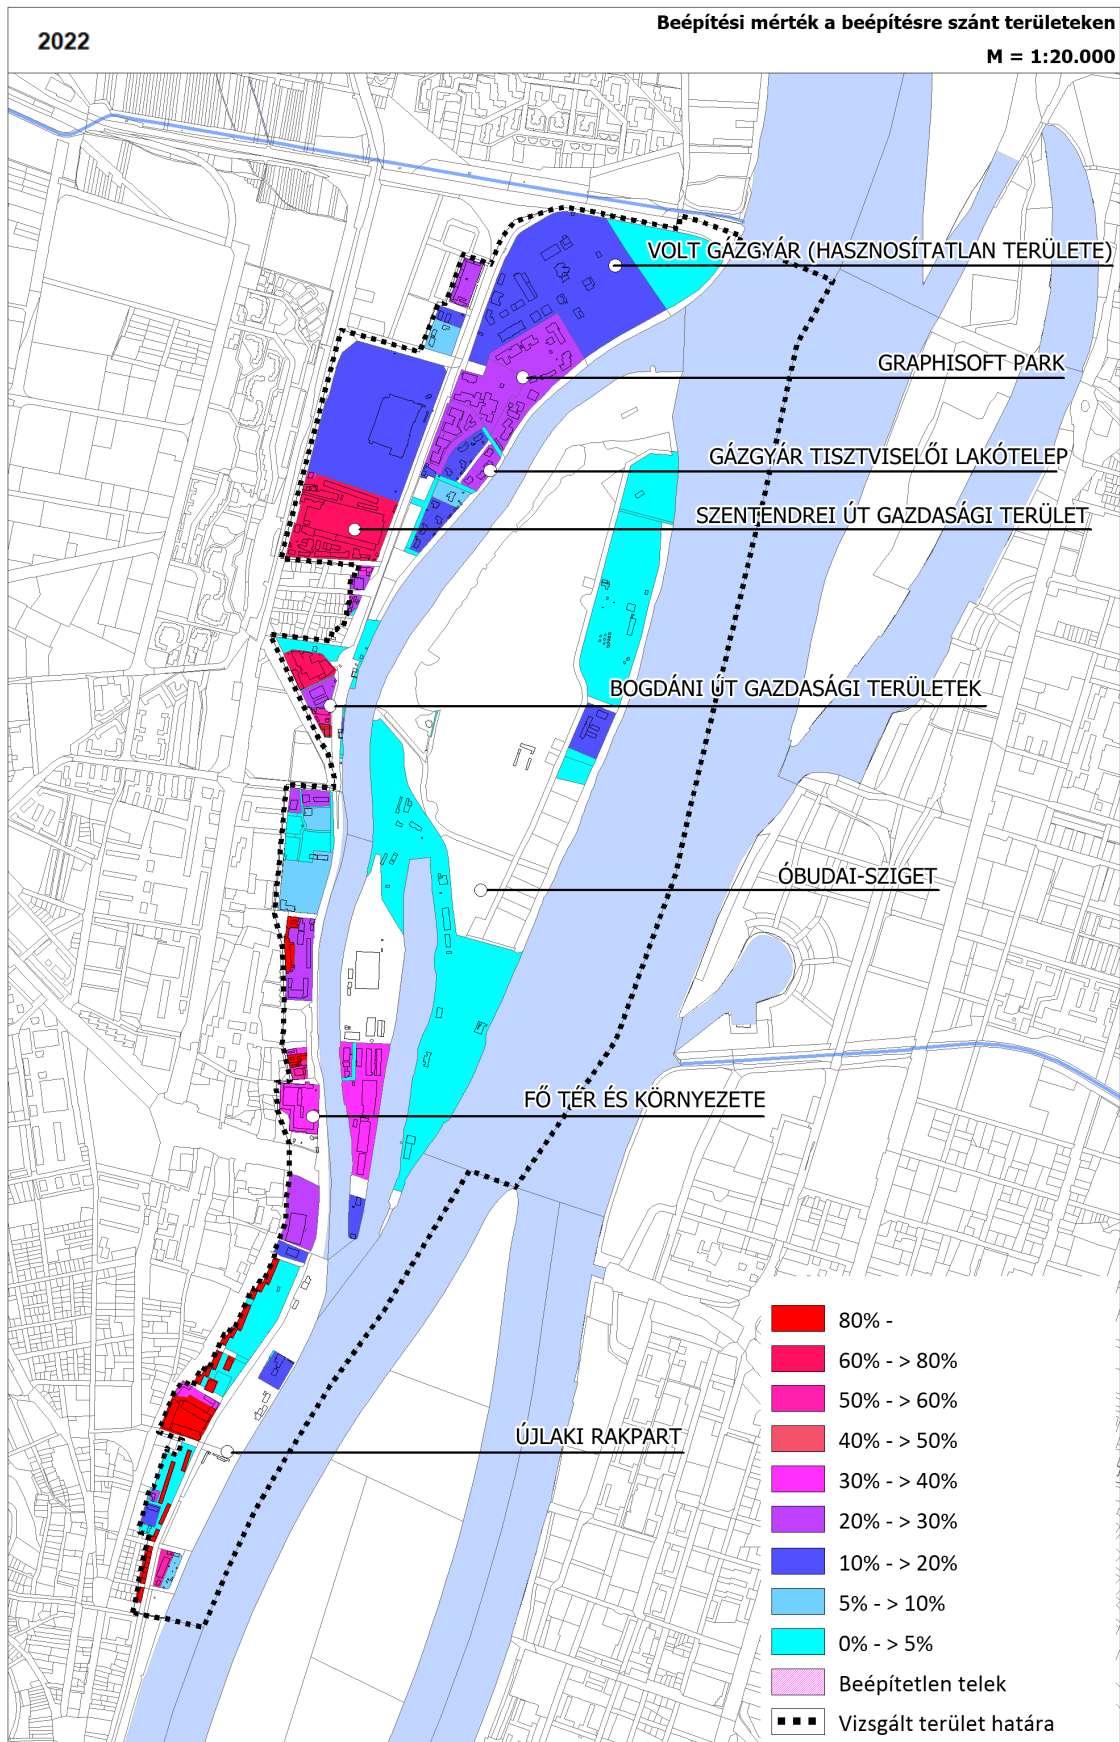 Beépítési mérték a beépítésre szánt területeken
2022
M = 1:20.000
VOLT GÁZGYÁR (HASZNOSÍTATLAN TERÜLETE)
GRAPHISOFT PARK
GÁZGYÁR TISZTVISELŐI LAKÓTELEP
SZENTENDREI ÚT GAZDASÁGI TERÜLET
BOGDÁNI ÚT GAZDASÁGI TERÜLETEK
ÓBUDAI-SZIGET
FŐ TÉR ÉS KÖRNYEZETE
ÚJLAKI RAKPART
80% -
60% - > 80%
50% - > 60%
40% - > 50%
30% - > 40%
20% - > 30%
10% - > 20%
5% - > 10%
0% - > 5%
Beépítetlen telek
Vizsgált terület határa